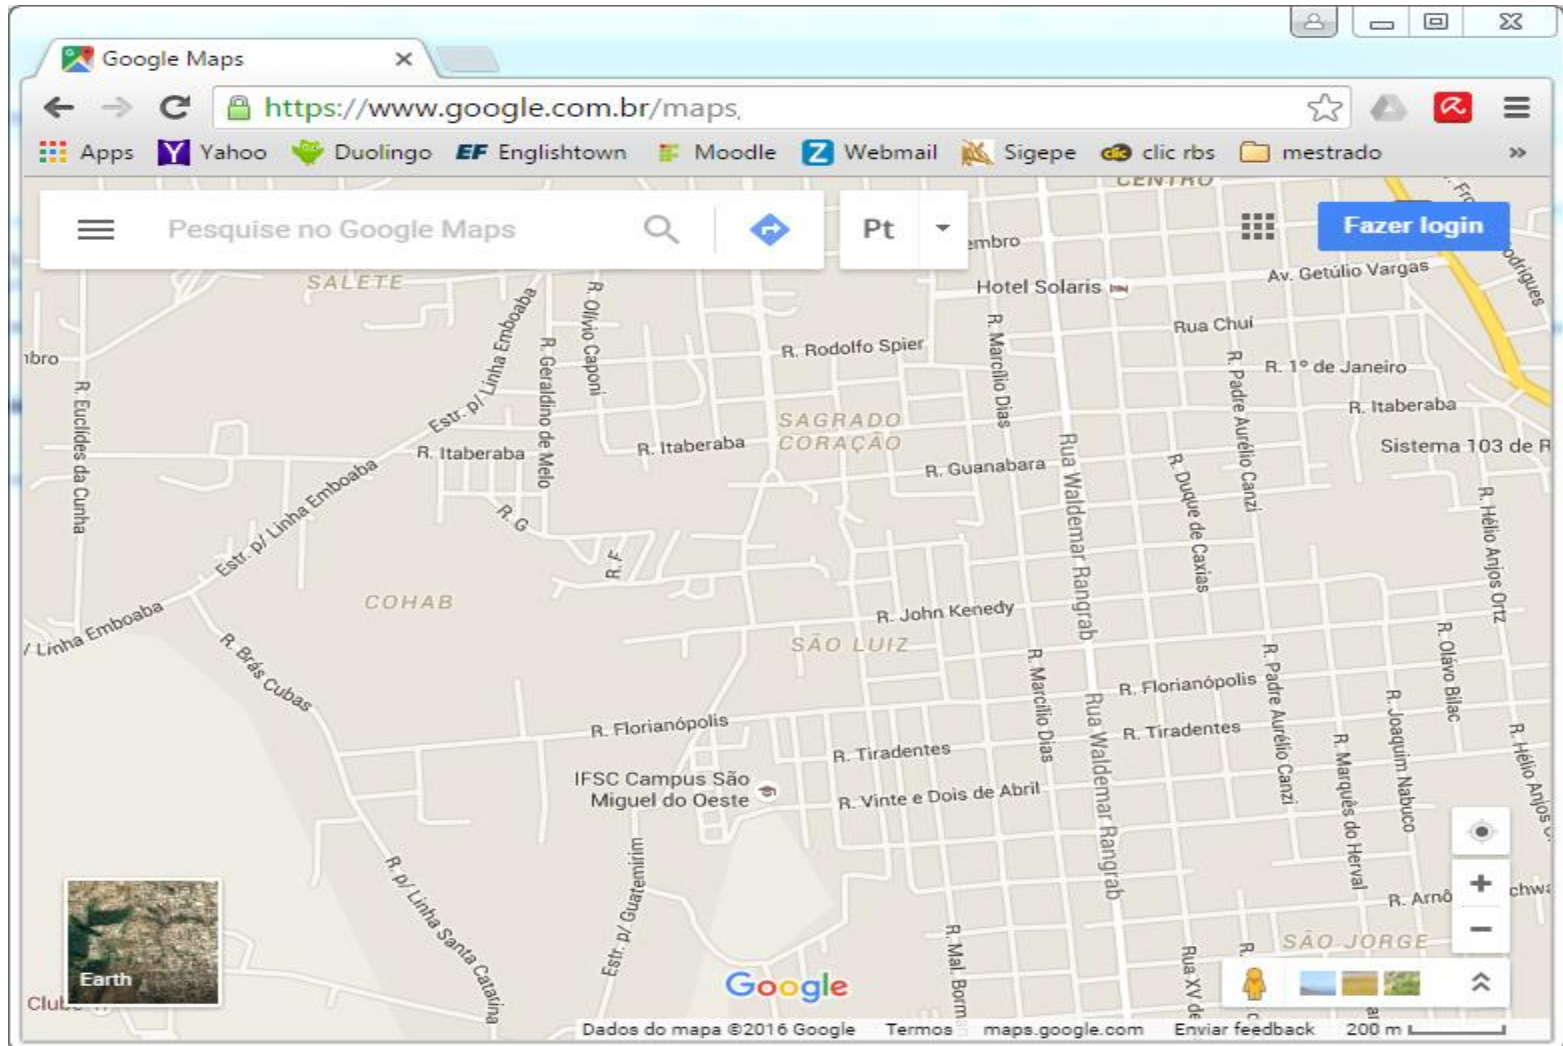 Google Maps
https://www.google.com.br/maps
Apps Yahoo Duolingo EF Englishtown Moodle Webmail Sigepe clic rbs mestrado »
CENTRO
Pesquise no Google Maps
Pt
Fazer login
embro
Av. Getúlio Vargas
SALETE
Hotel Solaris
R. Olívio Caponi
Rua Chuí
R. Rodolfo Spier
R. Marcílio Dias
R. Geraldino de Melo
Estr. p/ Linha Emboaba
R. 1º de Janeiro
R. Padre Aurélio Canzi
R. Euclídes da Cunha
R. Itaberaba
SAGRADO
CORAÇÃO
R. Itaberaba
R. Itaberaba
Sistema 103 de R
R. Guanabara
Rua Waldemar Rangrab
R. Duque de Caxias
R. Hélio Anjos Ortz
Estr. p/ Linha Emboaba
R. G
R. F
COHAB
R. John Kenedy
/ Linha Emboaba
SÃO LUIZ
R. Brás Cubas
R. Marcílio Dias
R. Florianópolis
R. Padre Aurélio Canzi
R. Olávo Bilac
R. Joaquim Nabuco
R. Florianópolis
Rua Waldemar Rangrab
R. Tiradentes
R. Tiradentes
R. Marquês do Herval
R. Hélio Anjos
IFSC Campus São
Miguel do Oeste
R. Vinte e Dois de Abril
R. p/ Linha Santa Catarina
Estr. p/ Guatemirim
R. Arnô
R. Mal. Borman
SÃO JORGE
Rua XV de
Earth
Google
Dados do mapa ©2016 Google Termos maps.google.com Enviar feedback 200 m